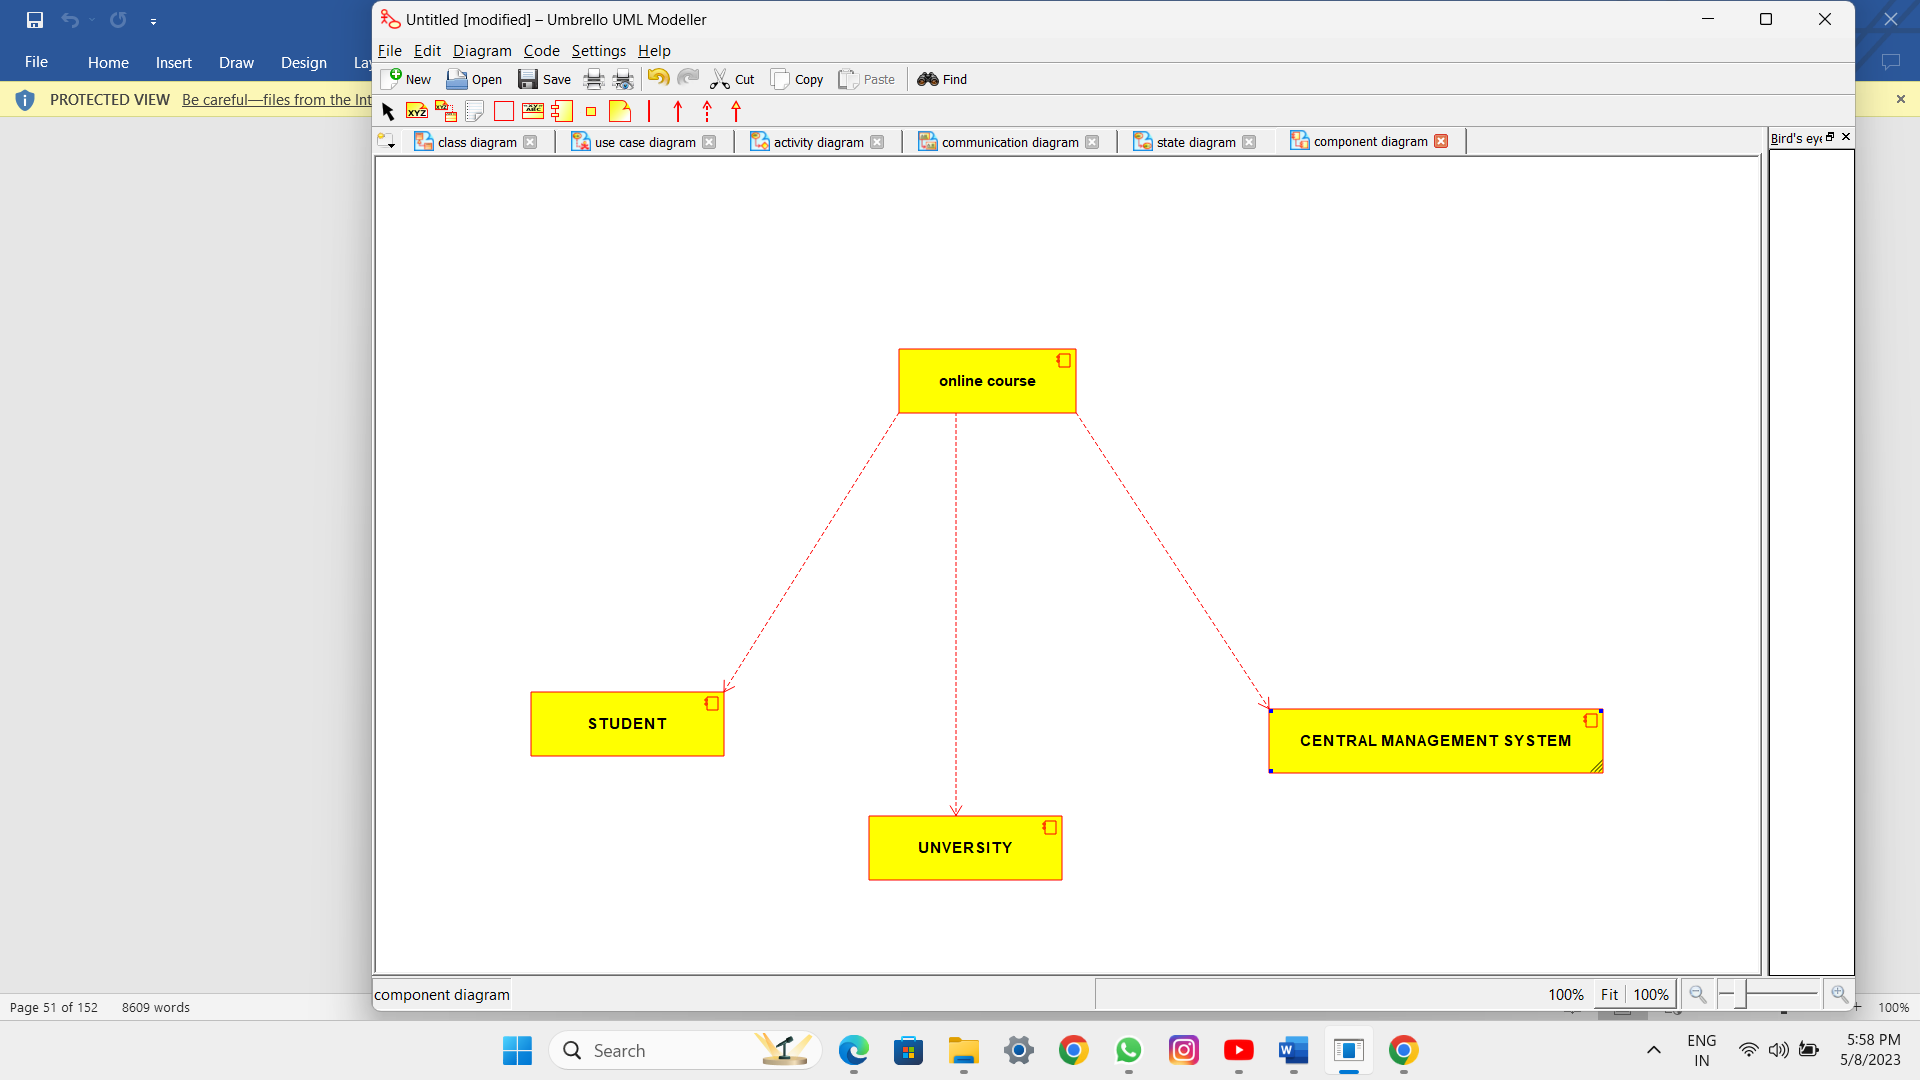 Untitled [modified] – Umbrello UML Modeller
File Edit Diagram Code Settings Help
File Home Insert Draw Design
New Open Save Cut Copy Paste Find
PROTECTED VIEW Be careful—files from the Int
XYZ
class diagram use case diagram activity diagram communication diagram state diagram component diagram Bird's eye
online course
STUDENT
CENTRAL MANAGEMENT SYSTEM
UNVERSITY
component diagram 100% Fit 100%
Page 51 of 152 8609 words 100%
Search
ENG
IN
5:58 PM
5/8/2023